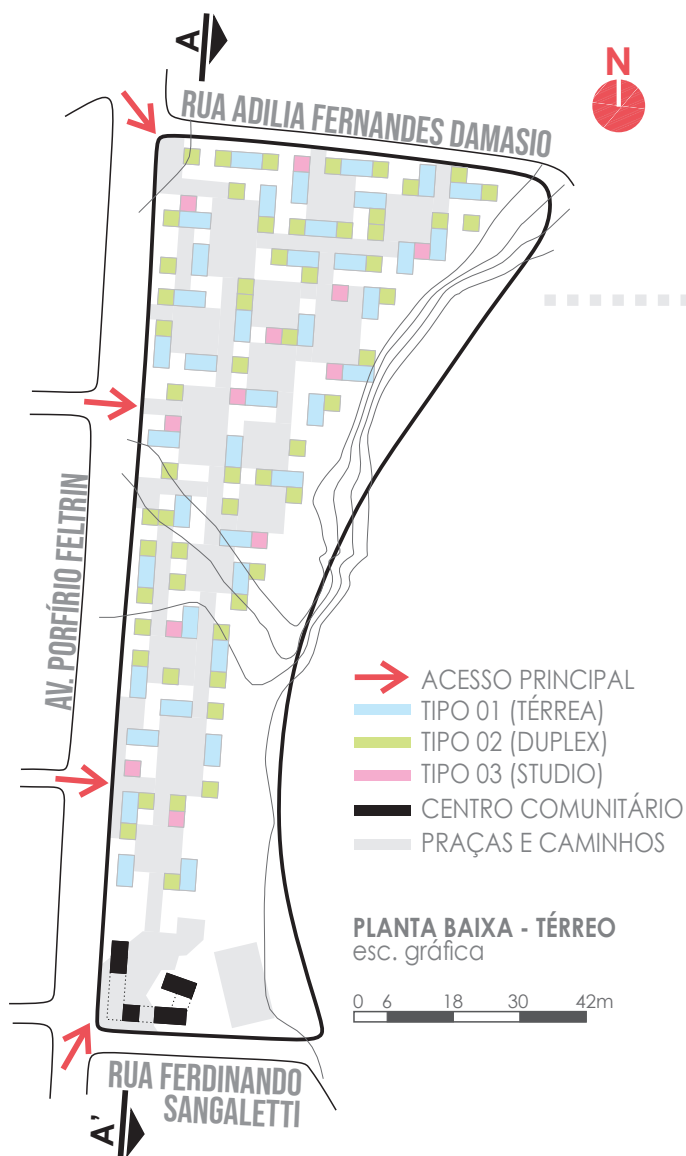 A
N
RUA ADILIA FERNANDES DAMASIO
AV. PORFÍRIO FELTRIN
ACESSO PRINCIPAL
TIPO 01 (TÉRREA)
TIPO 02 (DUPLEX)
TIPO 03 (STUDIO)
CENTRO COMUNITÁRIO
PRAÇAS E CAMINHOS
PLANTA BAIXA - TÉRREO
esc. gráfica
0 6 18 30 42m
RUA FERDINANDO
SANGALETTI
A'